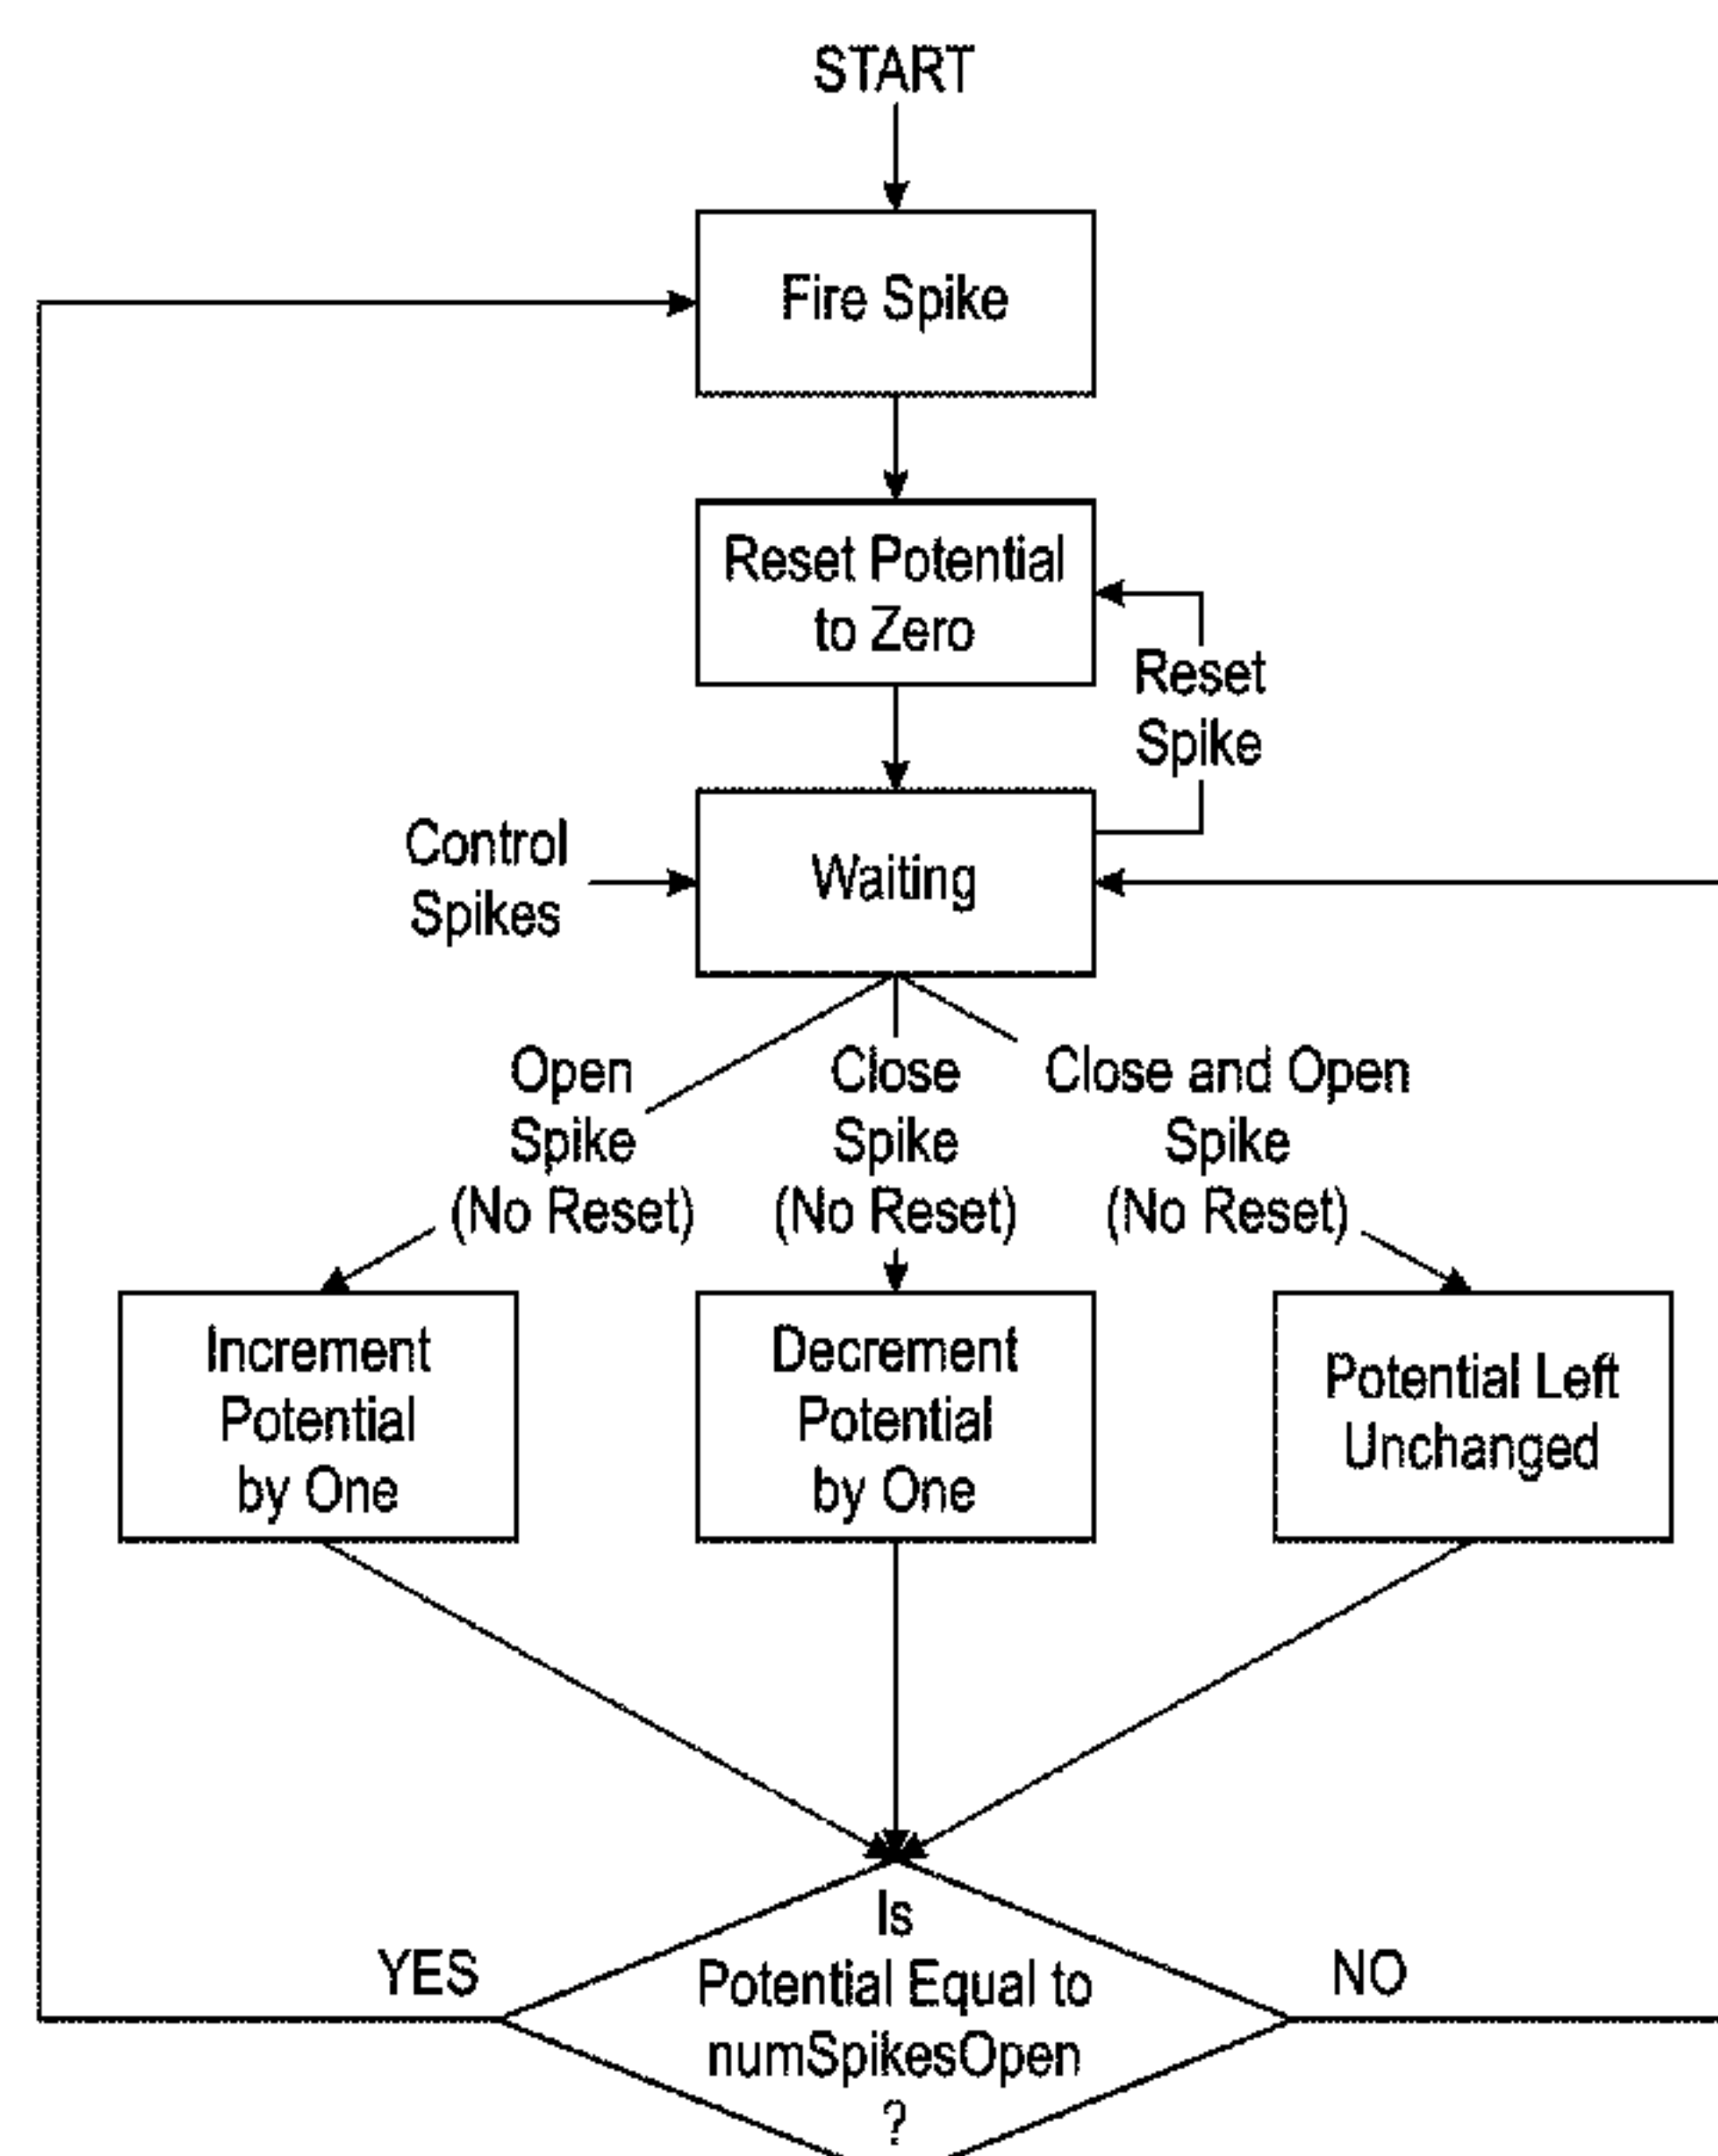 START
Fire Spike
Reset Potential
to Zero
Reset
Spike
Control
Spikes
Waiting
Open
Spike
(No Reset)
Close
Spike
(No Reset)
Close and Open
Spike
(No Reset)
Increment
Potential
by One
Decrement
Potential
by One
Potential Left
Unchanged
Is
Potential Equal to
numSpikesOpen
?
YES
NO